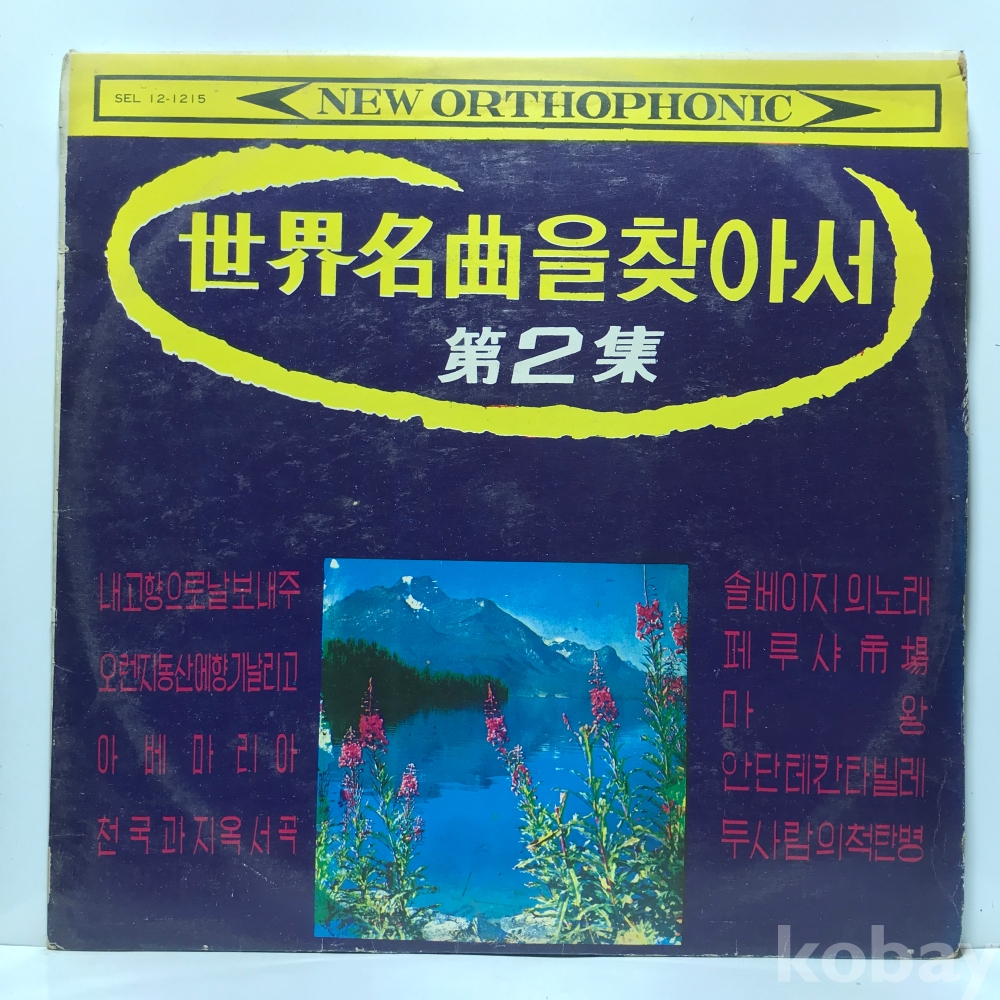 SEL 12-1215
NEW ORTHOPHONIC
世界名曲을찾아서
第2集
내고향으로날보내주
오렌지동산에향기날리고
아베마리아
천국과지옥서곡
솔베이지의노래
페루샤市場
마왕
안단테칸타빌레
두사람의척탄병
kobay